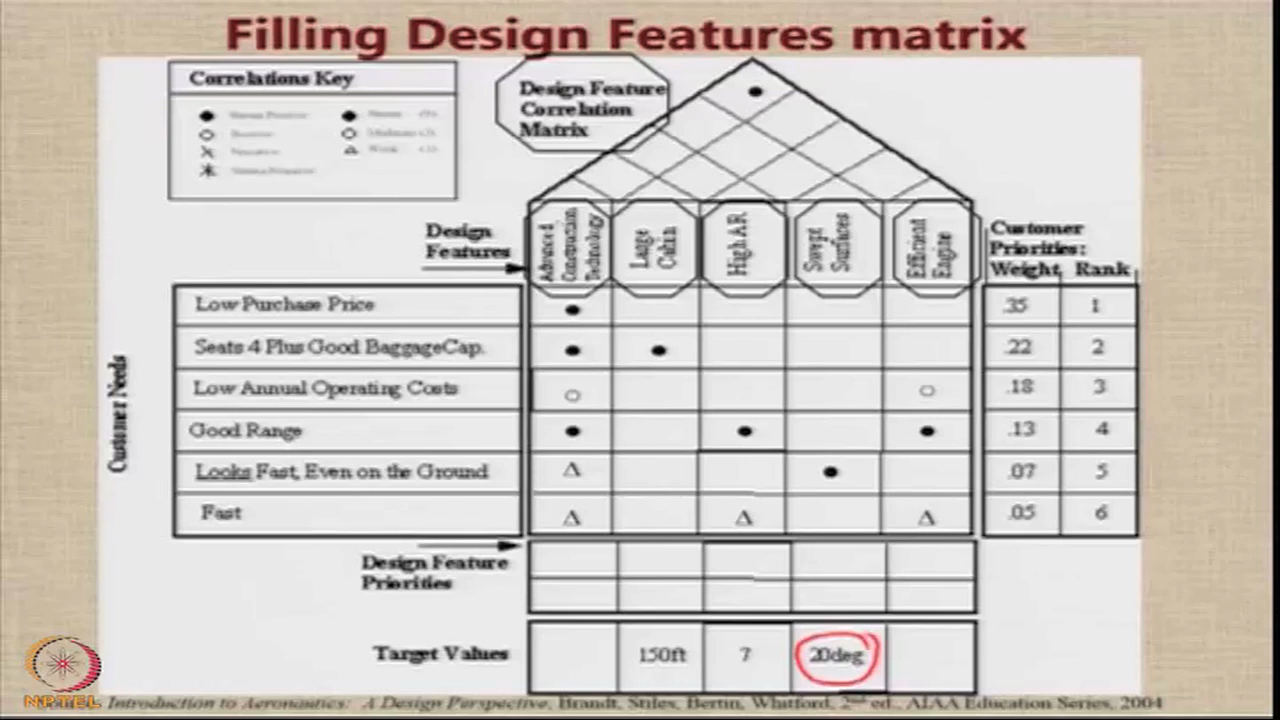 Filling Design Features matrix
Correlations Key
Design Feature
Correlation
Matrix
Design
Features
Advanced
Construction
Technology
Large
Cabin
High AR
Swept
Surfaces
Efficient
Engine
Customer
Priorities:
Weight Rank
Customer Needs
Low Purchase Price .35 1
Seats 4 Plus Good BaggageCap. .22 2
Low Annual Operating Costs .18 3
Good Range .13 4
Looks Fast, Even on the Ground .07 5
Fast .05 6
Design Feature
Priorities
Target Values 150ft 7 20deg
NPTEL
Introduction to Aeronautics: A Design Perspective, Brandt, Stiles, Bertin, Whitford, 2nd ed., AIAA Education Series, 2004